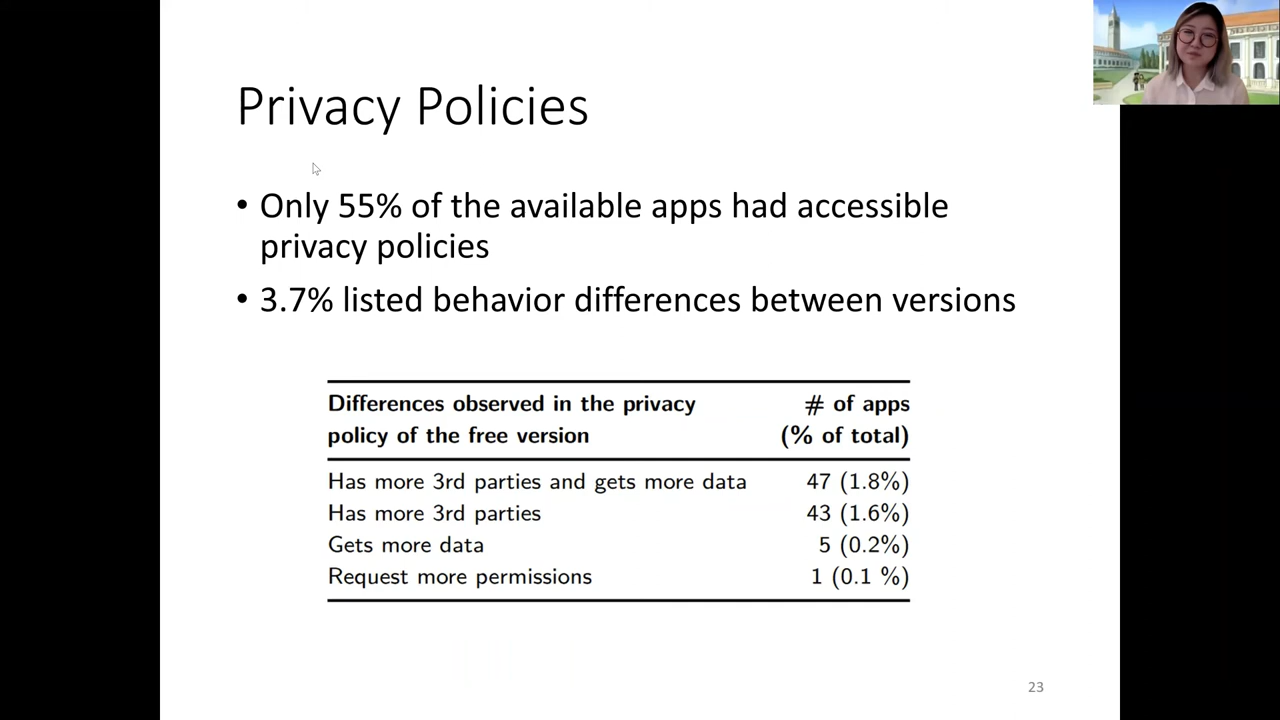 Privacy Policies
• Only 55% of the available apps had accessible
privacy policies
• 3.7% listed behavior differences between versions
Differences observed in the privacy # of apps
policy of the free version (% of total)
Has more 3rd parties and gets more data 47 (1.8%)
Has more 3rd parties 43 (1.6%)
Gets more data 5 (0.2%)
Request more permissions 1 (0.1 %)
23